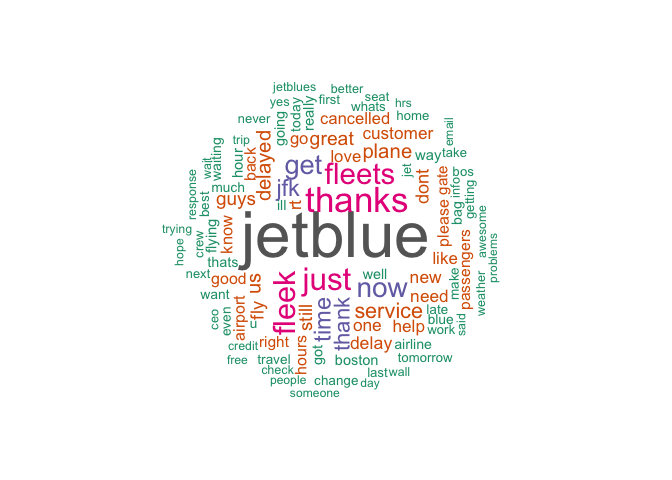 jetblues
better
yes
first
seat
hrs
whats
never
going
today
really
cancelled
home
email
trip
go
great
customer
wait
waiting
hour
back
delayed
love
plane
way
take
get
fleets
jet
response
much
jfk
dont
please
gate
info
bos
best
guys
ill
rt
thanks
bag
getting
trying
flying
know
jetblue
awesome
hope
crew
thats
like
passengers
problems
next
good
us
fleek
just
well
now
new
make
weather
want
fly
need
said
ceo
even
airport
u
still
time
thank
service
late
blue
one
help
work
credit
right
hours
got
delay
airline
free
travel
boston
tomorrow
check
last
wall
people
change
day
someone